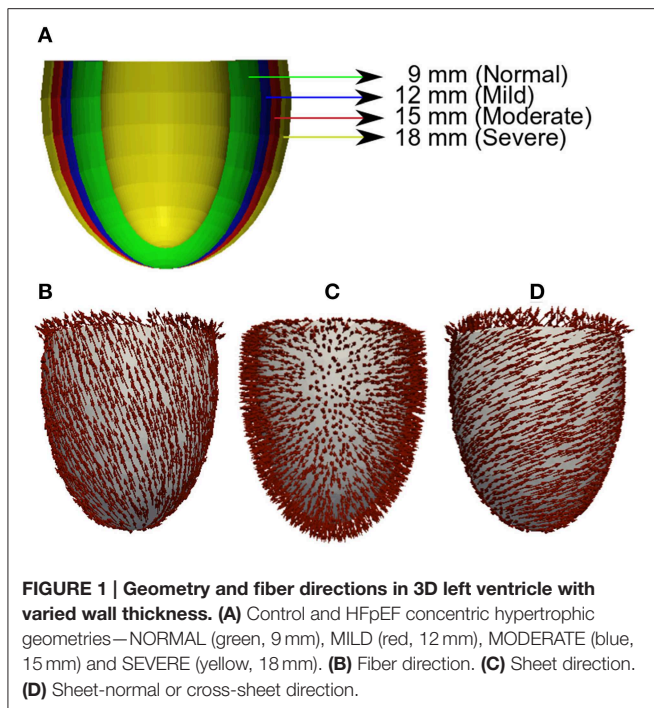 A
9 mm (Normal)
12 mm (Mild)
15 mm (Moderate)
18 mm (Severe)
B
C
D
FIGURE 1 | Geometry and fiber directions in 3D left ventricle with
varied wall thickness. (A) Control and HFpEF concentric hypertrophic
geometries—NORMAL (green, 9 mm), MILD (red, 12 mm), MODERATE (blue,
15 mm) and SEVERE (yellow, 18 mm). (B) Fiber direction. (C) Sheet direction.
(D) Sheet-normal or cross-sheet direction.